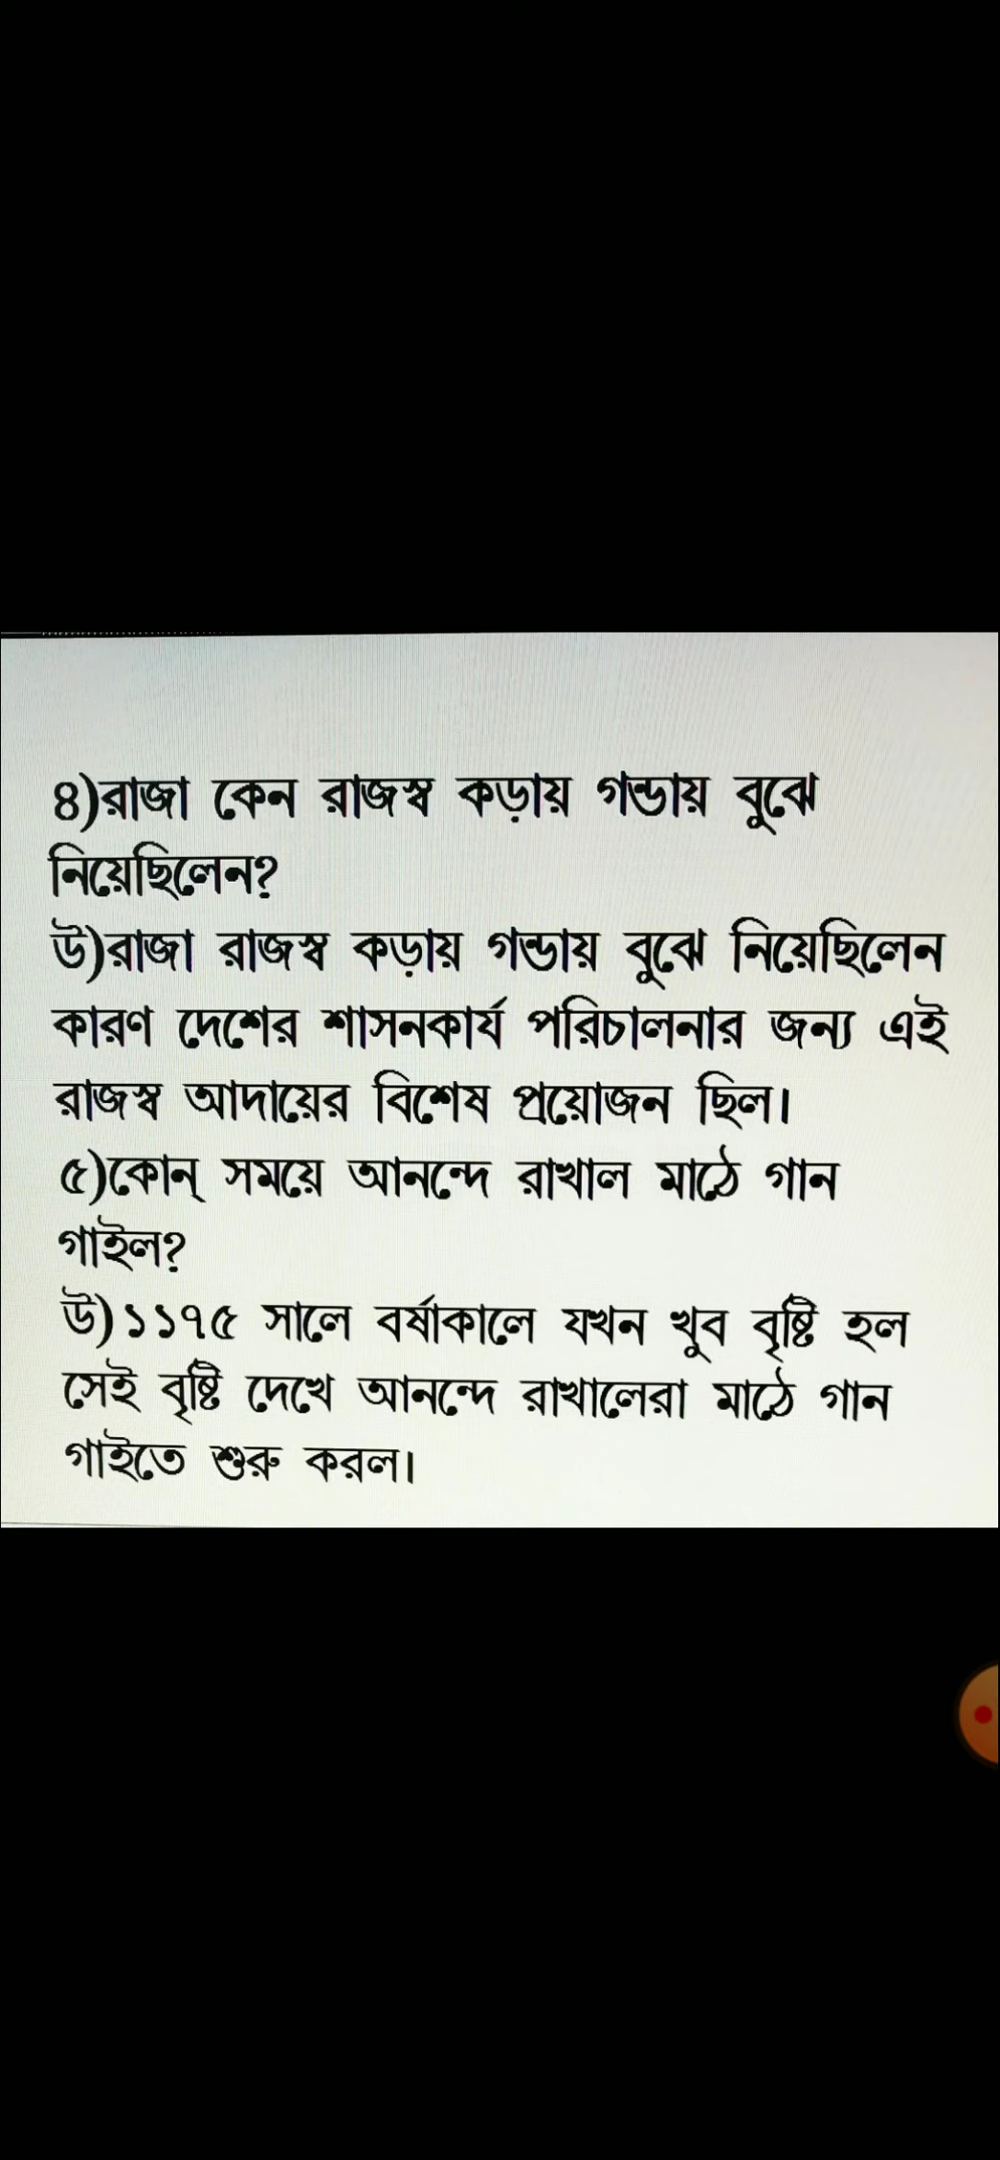 ৪)রাজা কেন রাজস্ব কড়ায় গন্ডায় বুঝে
নিয়েছিলেন?
উ)রাজা রাজস্ব কড়ায় গন্ডায় বুঝে নিয়েছিলেন
কারণ দেশের শাসনকার্য পরিচালনার জন্য এই
রাজস্ব আদায়ের বিশেষ প্রয়োজন ছিল।
৫)কোন্ সময়ে আনন্দে রাখাল মাঠে গান
গাইল?
উ)১১৭৫ সালে বর্ষাকালে যখন খুব বৃষ্টি হল
সেই বৃষ্টি দেখে আনন্দে রাখালেরা মাঠে গান
গাইতে শুরু করল।